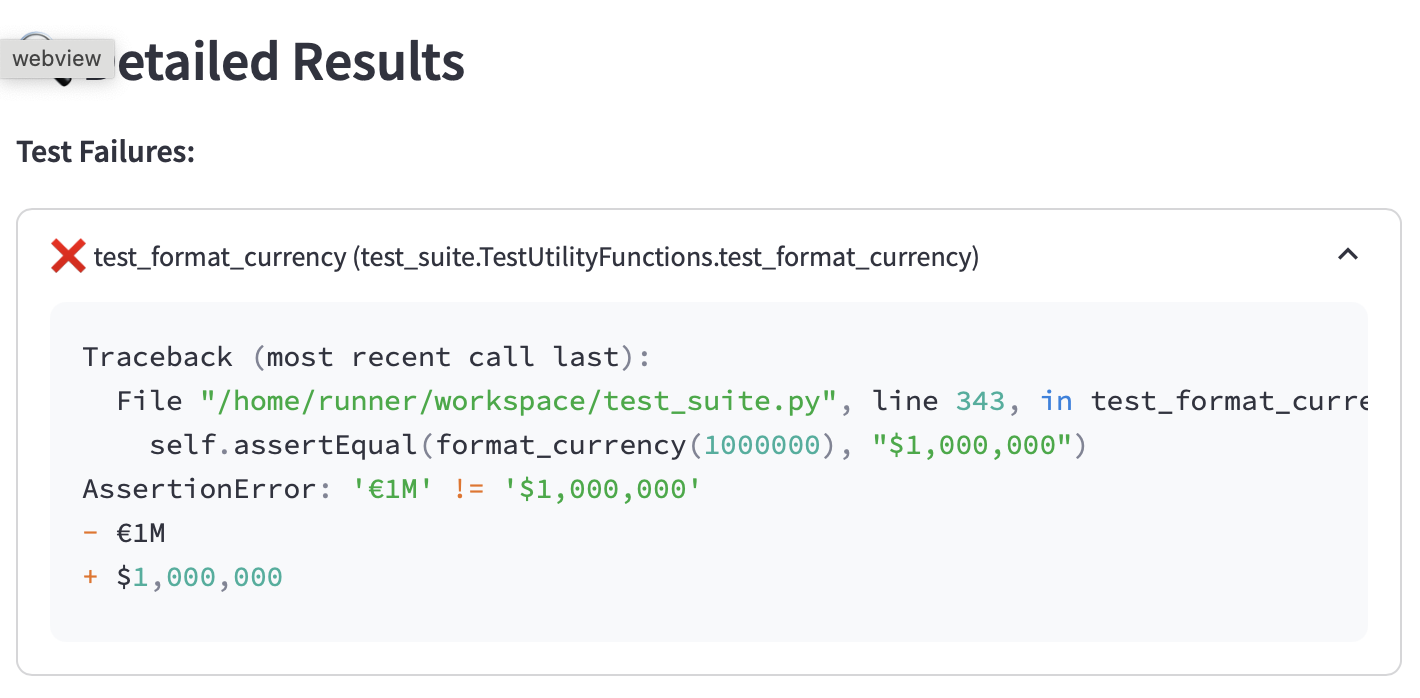 webview
Detailed Results
Test Failures:
❌ test_format_currency (test_suite.TestUtilityFunctions.test_format_currency)
Traceback (most recent call last):
  File "/home/runner/workspace/test_suite.py", line 343, in test_format_curre
    self.assertEqual(format_currency(1000000), "$1,000,000")
AssertionError: '€1M' != '$1,000,000'
- €1M
+ $1,000,000